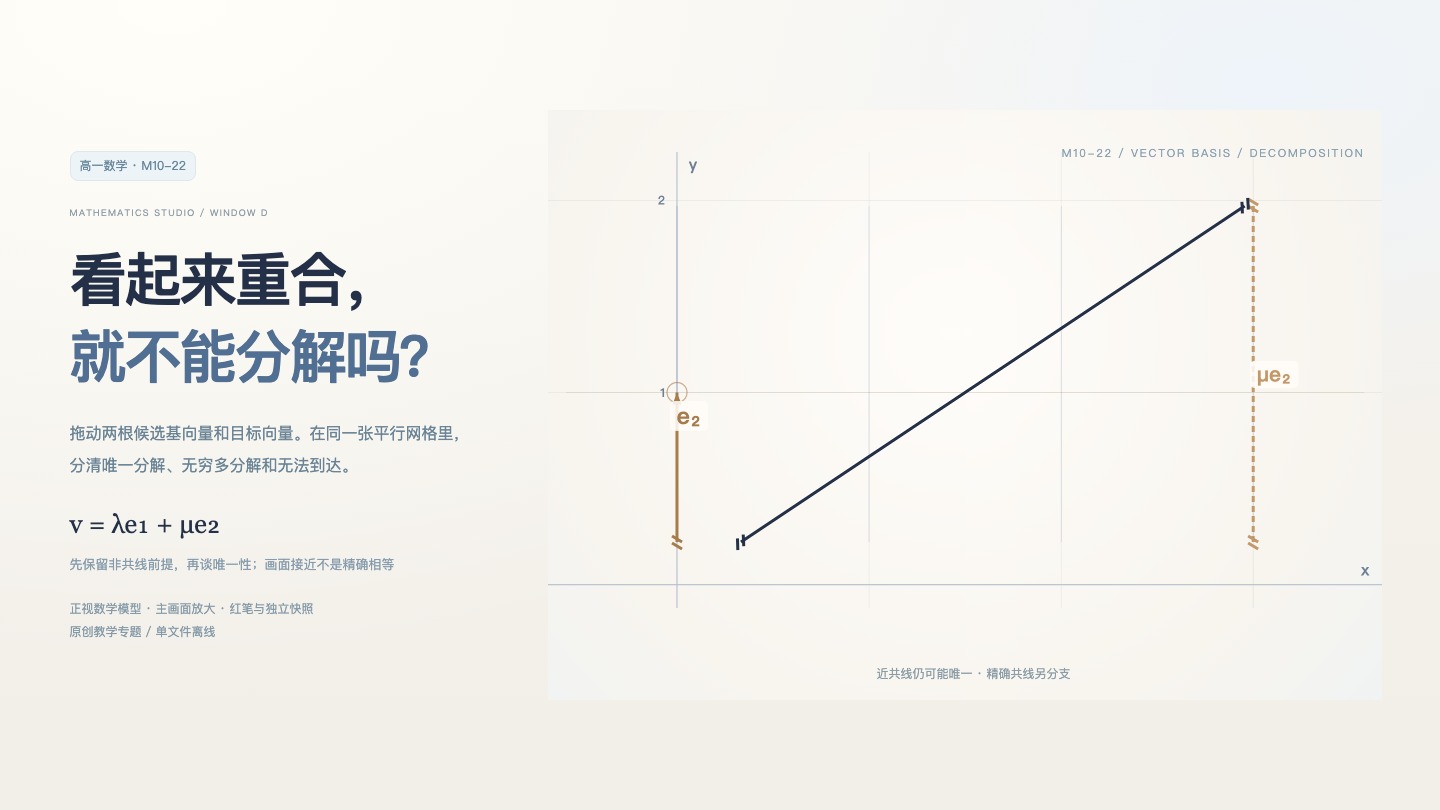 高一数学 · M10–22
MATHEMATICS STUDIO / WINDOW D
看起来重合，
就不能分解吗？
拖动两根候选基向量和目标向量。在同一张平行网格里，
分清唯一分解、无穷多分解和无法到达。
v = λe1 + μe2
先保留非共线前提，再谈唯一性；画面接近不是精确相等
正视数学模型 · 主画面放大 · 红笔与独立快照
原创教学专题 / 单文件离线
M10–22 / VECTOR BASIS / DECOMPOSITION
y
2
μe₂
1
e₂
x
近共线仍可能唯一 · 精确共线另分支